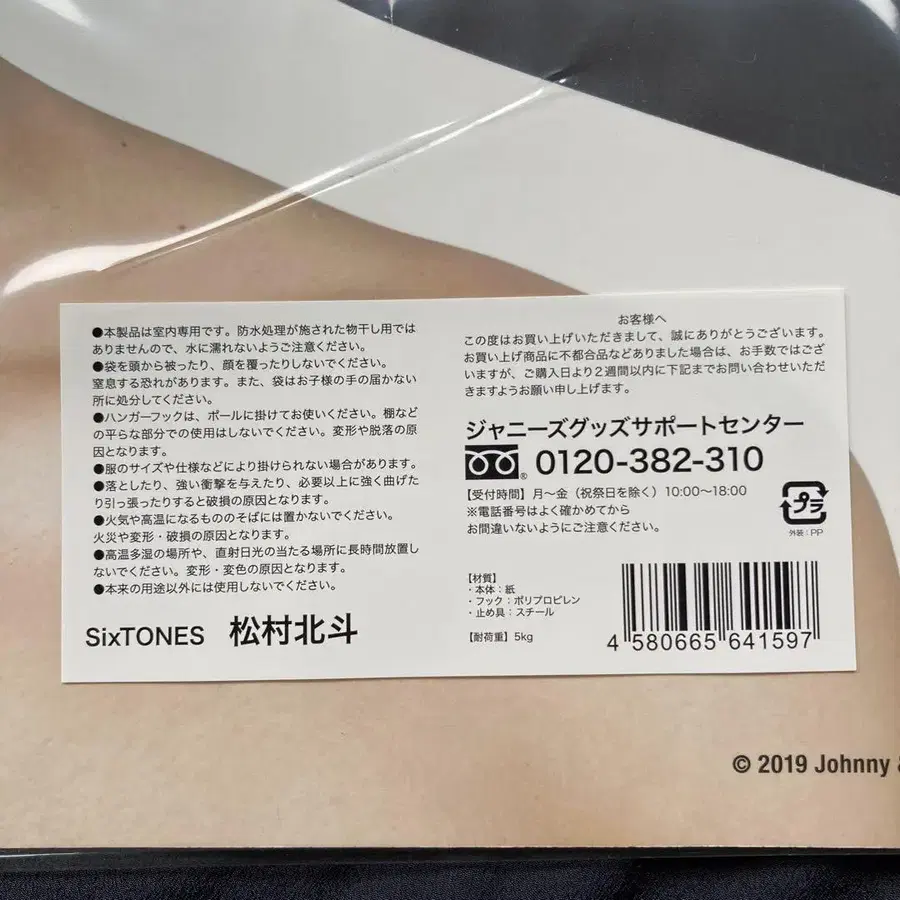 ●本製品は室内専用です。防水処理が施された物干し用では
ありませんので、水に濡れないようご注意ください。
●袋を頭から被ったり、顔を覆ったりしないでください。
窒息する恐れがあります。また、袋はお子様の手の届かない
所に処分してください。
●ハンガーフックは、ポールに掛けてお使いください。棚など
の平らな部分での使用はしないでください。変形や脱落の原
因となります。
●服のサイズや仕様などにより掛けられない場合があります。
●落としたり、強い衝撃を与えたり、必要以上に強く曲げた
り引っ張ったりすると破損の原因となります。
●火気や高温になるもののそばには置かないでください。
火災や変形・破損の原因となります。
●高温多湿の場所や、直射日光の当たる場所に長時間放置し
ないでください。変形・変色の原因となります。
●本来の用途以外には使用しないでください。
SixTONES 松村北斗
お客様へ
この度はお買い上げいただきまして、誠にありがとうございます。
お買い上げ商品に不都合品などありました場合は、お手数ではござ
いますが、ご購入日より2週間以内に下記までお問い合わせいただ
きますようお願い申し上げます。
ジャニーズグッズサポートセンター
0120-382-310
【受付時間】月〜金（祝祭日を除く）10:00〜18:00
※電話番号はよく確かめてから
お間違いないようにご注意ください。
プラ
外装：PP
【材質】
・本体：紙
・フック：ポリプロピレン
・止め具：スチール
【耐荷重】5kg
4 580665 641597
© 2019 Johnny &